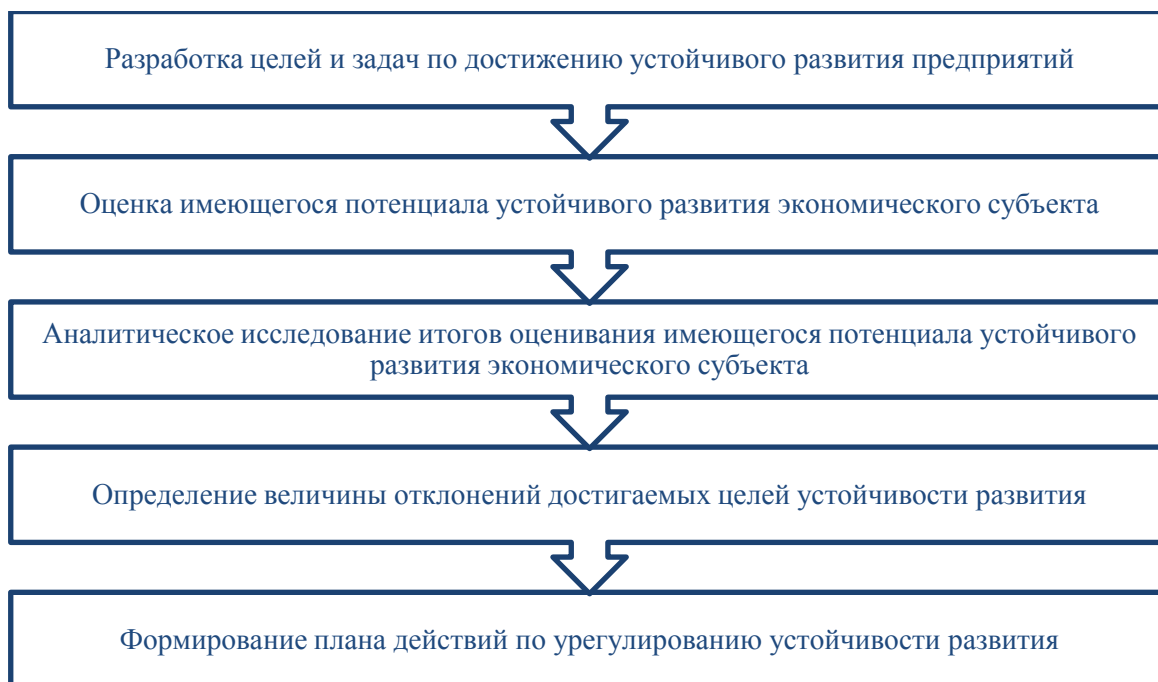 Разработка целей и задач по достижению устойчивого развития предприятий
Оценка имеющегося потенциала устойчивого развития экономического субъекта
Аналитическое исследование итогов оценивания имеющегося потенциала устойчивого
развития экономического субъекта
Определение величины отклонений достигаемых целей устойчивости развития
Формирование плана действий по урегулированию устойчивости развития